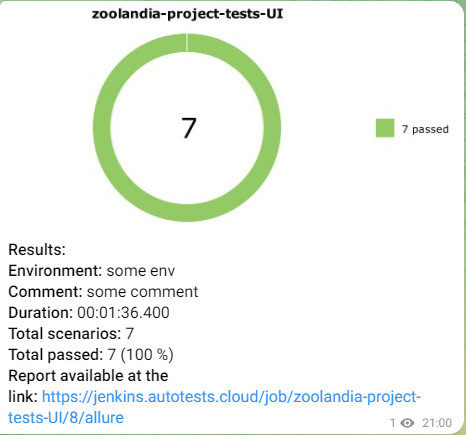 zoolandia-project-tests-UI
7
7 passed
Results:
Environment: some env
Comment: some comment
Duration: 00:01:36.400
Total scenarios: 7
Total passed: 7 (100 %)
Report available at the
link: https://jenkins.autotests.cloud/job/zoolandia-project-
tests-UI/8/allure
1 21:00